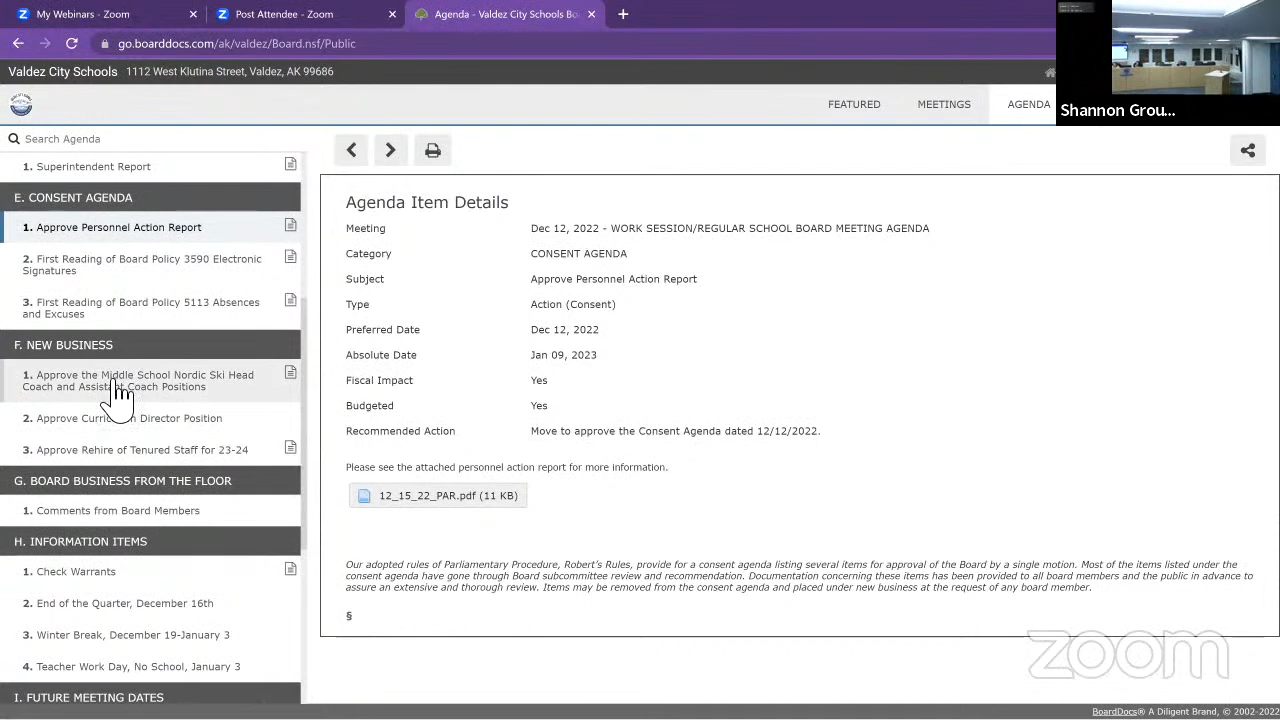 My Webinars - Zoom
Post Attendee - Zoom
Agenda - Valdez City Schools Bo
go.boarddocs.com/ak/valdez/Board.nsf/Public
Valdez City Schools 1112 West Klutina Street, Valdez, AK 99686
Shannon Grou...
FEATURED MEETINGS AGENDA
Search Agenda
1. Superintendent Report
E. CONSENT AGENDA
1. Approve Personnel Action Report
2. First Reading of Board Policy 3590 Electronic
Signatures
3. First Reading of Board Policy 5113 Absences
and Excuses
F. NEW BUSINESS
1. Approve the Middle School Nordic Ski Head
Coach and Assistant Coach Positions
2. Approve Curriculum Director Position
3. Approve Rehire of Tenured Staff for 23-24
G. BOARD BUSINESS FROM THE FLOOR
1. Comments from Board Members
H. INFORMATION ITEMS
1. Check Warrants
2. End of the Quarter, December 16th
3. Winter Break, December 19-January 3
4. Teacher Work Day, No School, January 3
I. FUTURE MEETING DATES
Agenda Item Details
Meeting Dec 12, 2022 - WORK SESSION/REGULAR SCHOOL BOARD MEETING AGENDA
Category CONSENT AGENDA
Subject Approve Personnel Action Report
Type Action (Consent)
Preferred Date Dec 12, 2022
Absolute Date Jan 09, 2023
Fiscal Impact Yes
Budgeted Yes
Recommended Action Move to approve the Consent Agenda dated 12/12/2022.
Please see the attached personnel action report for more information.
12_15_22_PAR.pdf (11 KB)
Our adopted rules of Parliamentary Procedure, Robert's Rules, provide for a consent agenda listing several items for approval of the Board by a single motion. Most of the items listed under the
consent agenda have gone through Board subcommittee review and recommendation. Documentation concerning these items has been provided to all board members and the public in advance to
assure an extensive and thorough review. Items may be removed from the consent agenda and placed under new business at the request of any board member.
§
zoom
BoardDocs® A Diligent Brand, © 2002-2022